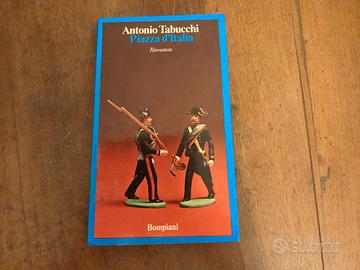 Antonio Tabucchi
Piazza d'Italia
Romanzo
Bompiani
subito